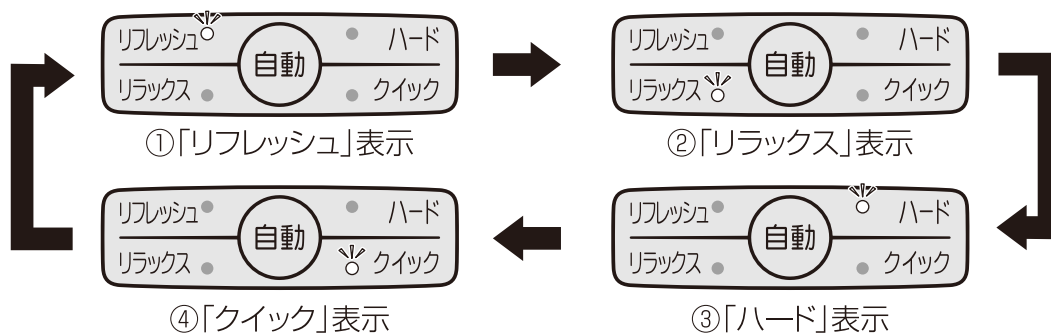 リフレッシュ ハード
自動
リラックス クイック
①「リフレッシュ」表示
リフレッシュ ハード
自動
リラックス クイック
②「リラックス」表示
リフレッシュ ハード
自動
リラックス クイック
③「ハード」表示
リフレッシュ ハード
自動
リラックス クイック
④「クイック」表示